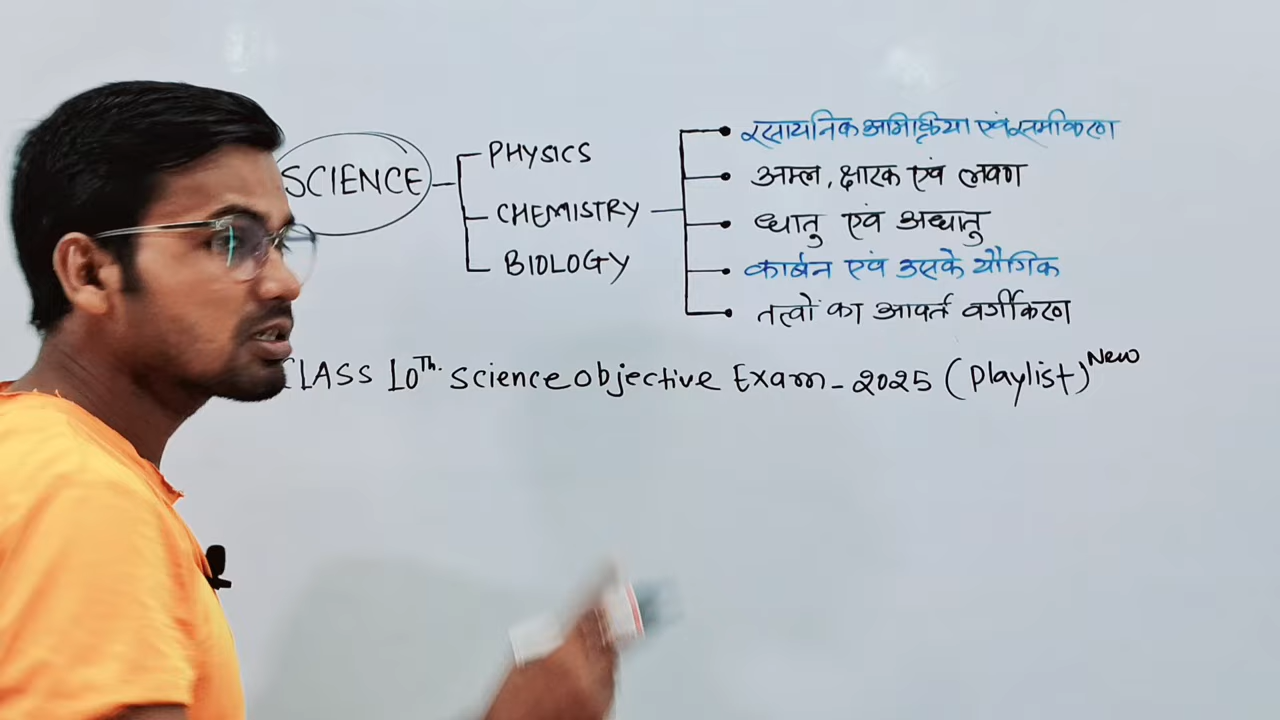 SCIENCE
PHYSICS
CHEMISTRY
BIOLOGY
रसायनिक अभिक्रिया एवं समीकरण
अम्ल, क्षारक एवं लवण
धातु एवं अधातु
कार्बन एवं उसके यौगिक
तत्वों का आवर्त वर्गीकरण
CLASS 10Th. Science objective Exam - 2025 (Playlist) New